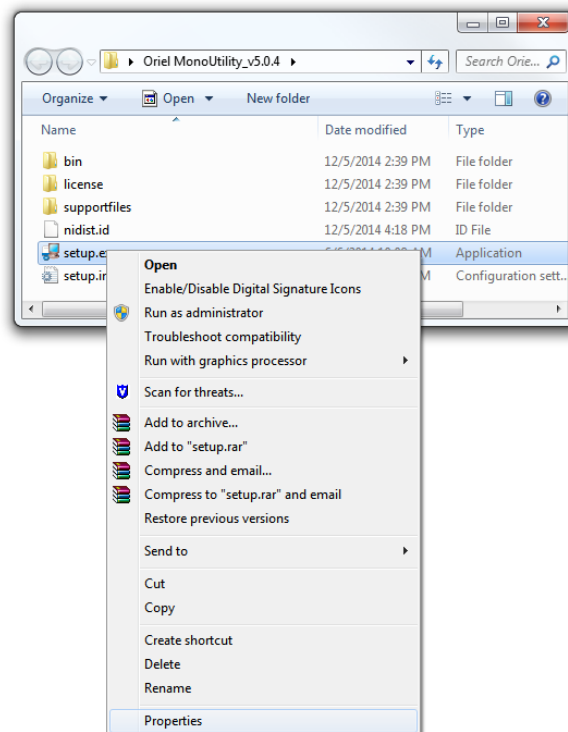 Oriel MonoUtility_v5.0.4
Search Orie...
Organize Open New folder
Name Date modified Type
bin 12/5/2014 2:39 PM File folder
license 12/5/2014 2:39 PM File folder
supportfiles 12/5/2014 2:39 PM File folder
nidist.id 12/5/2014 4:18 PM ID File
Application
Configuration sett...
Open
Enable/Disable Digital Signature Icons
Run as administrator
Troubleshoot compatibility
Run with graphics processor
Scan for threats...
Add to archive...
Add to "setup.rar"
Compress and email...
Compress to "setup.rar" and email
Restore previous versions
Send to
Cut
Copy
Create shortcut
Delete
Rename
Properties